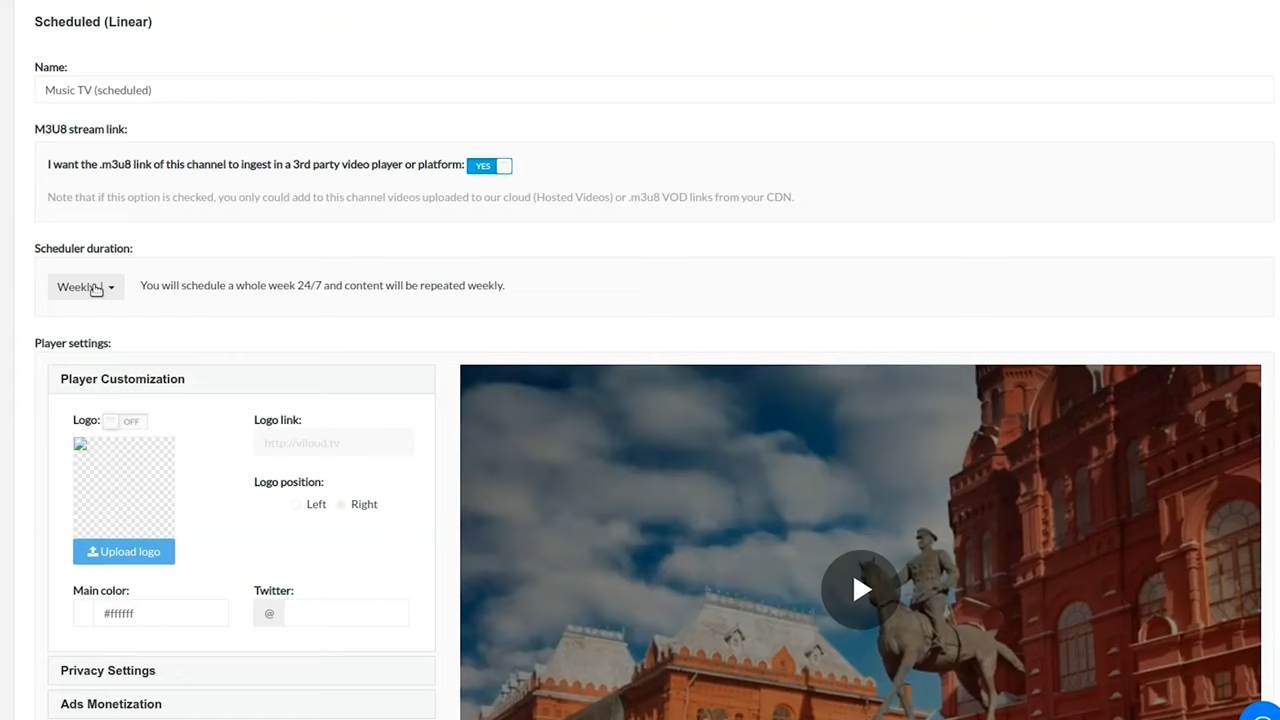 Scheduled (Linear)
Name:
Music TV (scheduled)
M3U8 stream link:
I want the .m3u8 link of this channel to ingest in a 3rd party video player or platform: YES
Note that if this option is checked, you only could add to this channel videos uploaded to our cloud (Hosted Videos) or .m3u8 VOD links from your CDN.
Scheduler duration:
Weekly You will schedule a whole week 24/7 and content will be repeated weekly.
Player settings:
Player Customization
Logo: OFF
Logo link:
http://viloud.tv
Logo position:
Left Right
Upload logo
Main color:
#ffffff
Twitter:
@
Privacy Settings
Ads Monetization